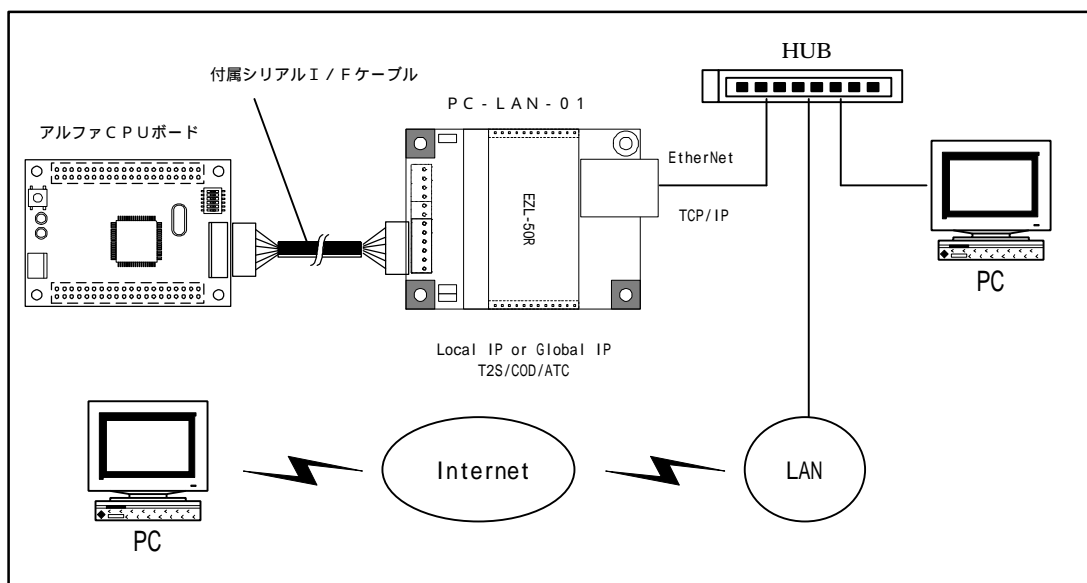 HUB
付属シリアルＩ/Ｆケーブル
ＰＣ-ＬＡＮ-０１
アルファＣＰＵボード
EtherNet
EZL-50R
TCP/IP
PC
Local IP or Global IP
T2S/COD/ATC
Internet
LAN
PC